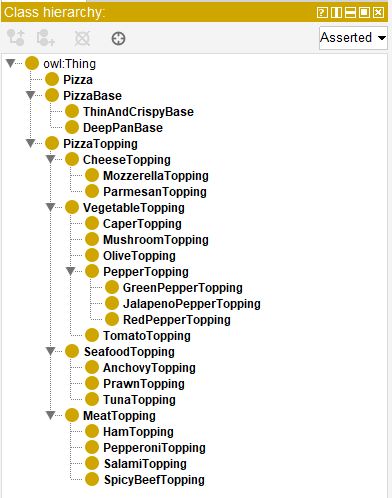 Class hierarchy:
Asserted
owl:Thing
Pizza
PizzaBase
ThinAndCrispyBase
DeepPanBase
PizzaTopping
CheeseTopping
MozzerellaTopping
ParmesanTopping
VegetableTopping
CaperTopping
MushroomTopping
OliveTopping
PepperTopping
GreenPepperTopping
JalapenoPepperTopping
RedPepperTopping
TomatoTopping
SeafoodTopping
AnchovyTopping
PrawnTopping
TunaTopping
MeatTopping
HamTopping
PepperoniTopping
SalamiTopping
SpicyBeefTopping